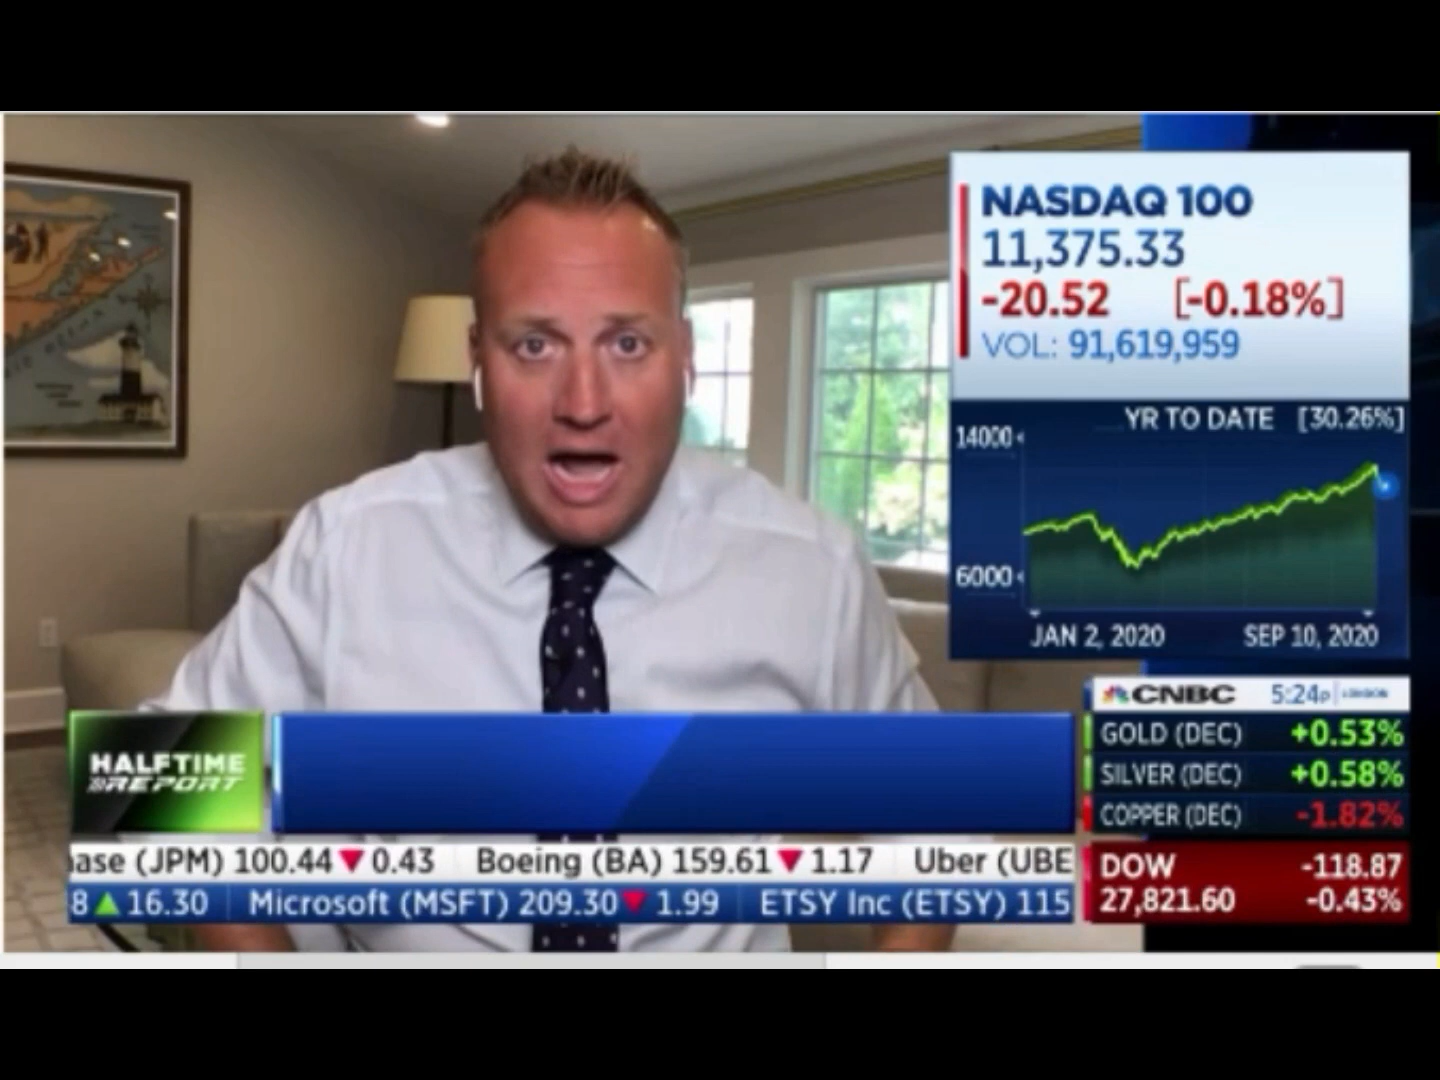 NASDAQ 100
11,375.33
-20.52 [-0.18%]
VOL: 91,619,959
YR TO DATE [30.26%]
14000
6000
JAN 2, 2020 SEP 10, 2020
CNBC 5:24P LONDON
GOLD (DEC) +0.53%
SILVER (DEC) +0.58%
COPPER (DEC) -1.82%
DOW -118.87
27,821.60 -0.43%
HALFTIME
REPORT
ase (JPM) 100.44 ▼ 0.43 Boeing (BA) 159.61 ▼ 1.17 Uber (UBE
8 ▲ 16.30 Microsoft (MSFT) 209.30 ▼ 1.99 ETSY Inc (ETSY) 115